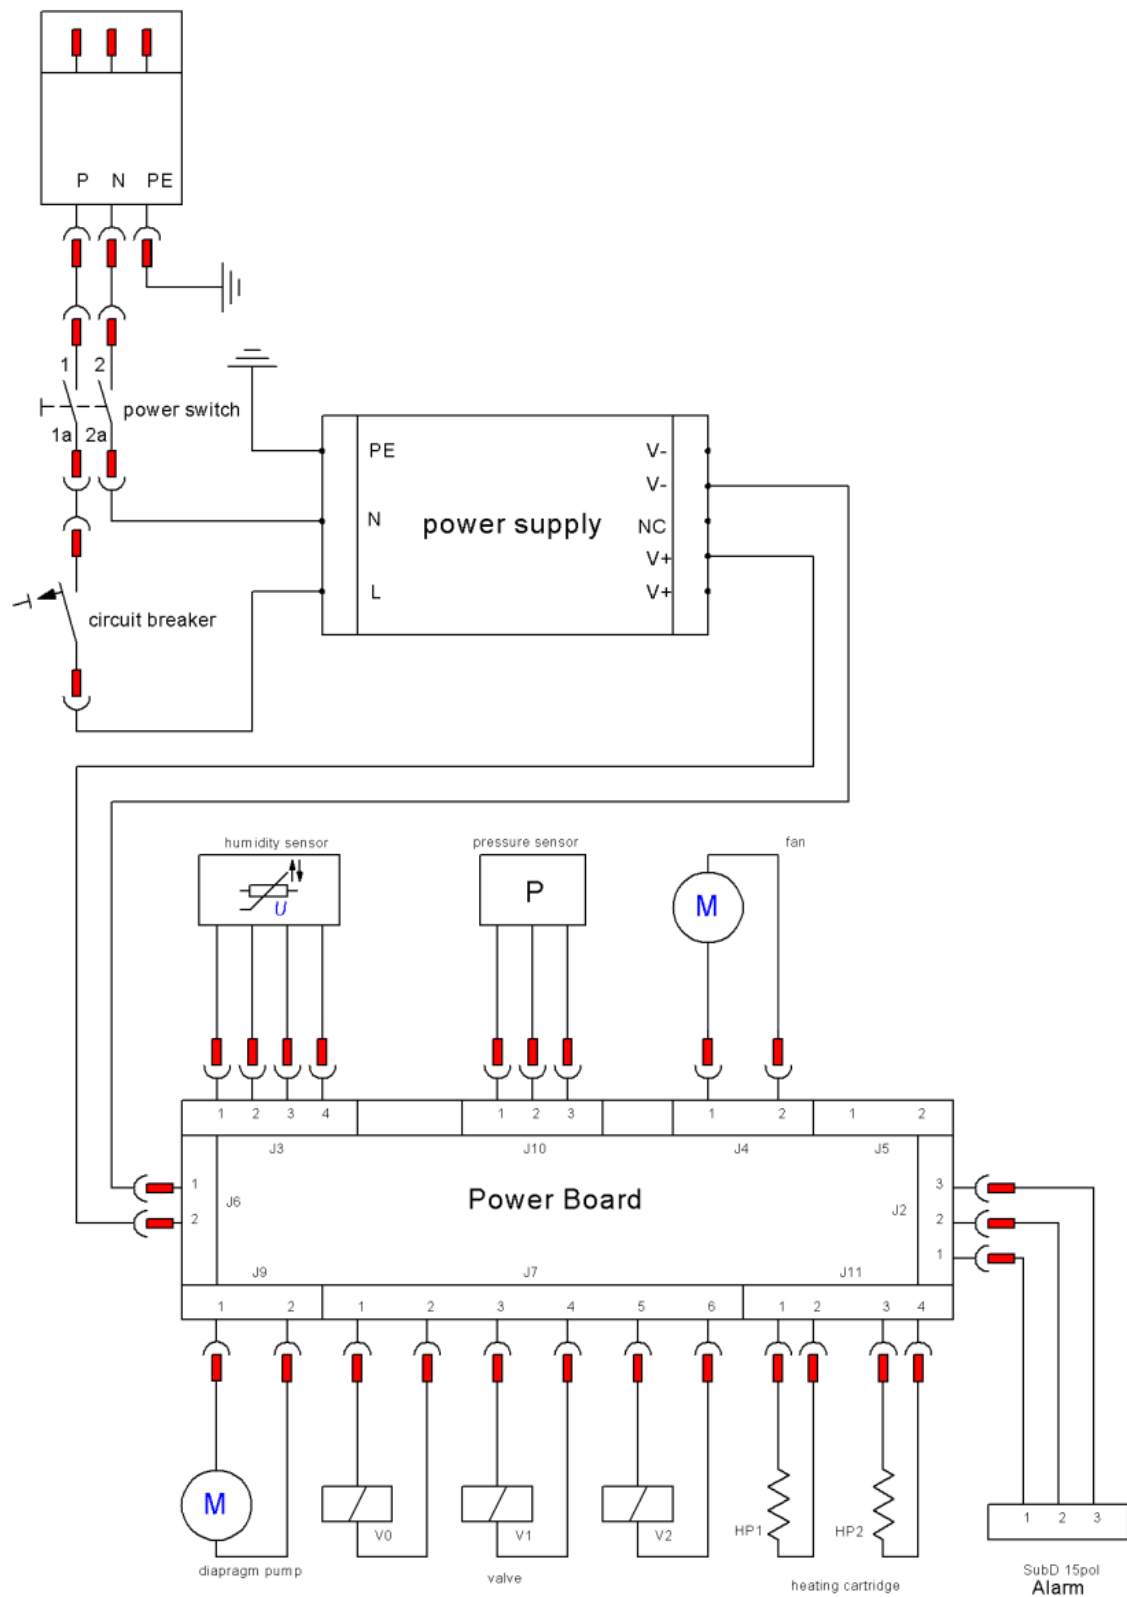 P N PE
1 2
power switch
1a 2a
PE V-
V-
N power supply NC
V+
L V+
circuit breaker
humidity sensor pressure sensor fan
U P M
1 2 3 4 1 2 3 1 2 1 2
J3 J10 J4 J5
1 J6 Power Board J2 3
2 2
1
J9 J7 J11
1 2 1 2 3 4 5 6 1 2 3 4
M V0 V1 V2 HP1 HP2 1 2 3
diapragm pump valve heating cartridge SubD 15pol
Alarm